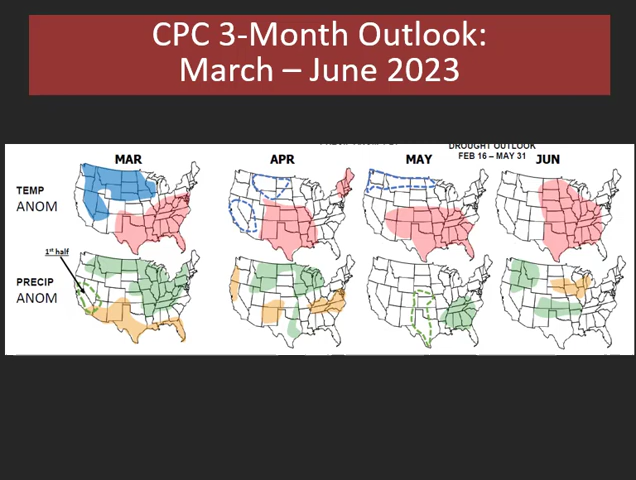 CPC 3-Month Outlook:
March – June 2023
DROUGHT OUTLOOK
FEB 16 – MAY 31
MAR
APR
MAY
JUN
TEMP
ANOM
1st half
PRECIP
ANOM